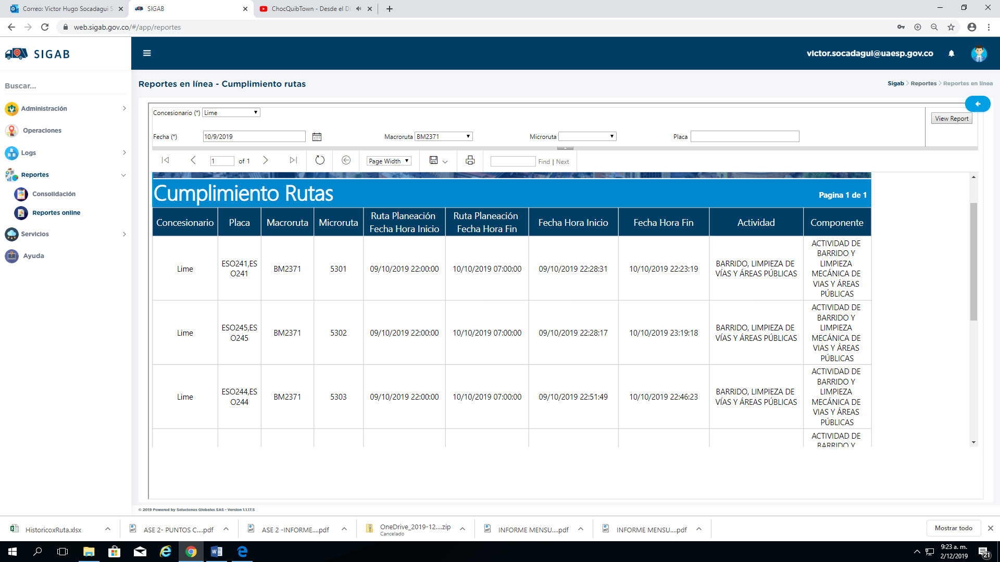 Correo: Victor Hugo Socadagui S
SIGAB
ChocQuibTown - Desde el Di
web.sigab.gov.co/#/app/reportes
SIGAB
victor.socadagui@uaesp.gov.co
Buscar...
Administración
Operaciones
Logs
Reportes
Consolidación
Reportes online
Servicios
Ayuda
Reportes en línea - Cumplimiento rutas
Sigab > Reportes > Reportes en línea
Concesionario (*) Lime
View Report
Fecha (*) 10/9/2019 Macroruta BM2371 Microruta Placa
1 of 1 Page Width Find | Next
Cumplimiento Rutas
Pagina 1 de 1
Concesionario Placa Macroruta Microruta Ruta Planeación Fecha Hora Inicio Ruta Planeación Fecha Hora Fin Fecha Hora Inicio Fecha Hora Fin Actividad Componente
Lime ESO241,ESO241 BM2371 5301 09/10/2019 22:00:00 10/10/2019 07:00:00 09/10/2019 22:28:31 10/10/2019 22:23:19 BARRIDO, LIMPIEZA DE VÍAS Y ÁREAS PÚBLICAS ACTIVIDAD DE BARRIDO Y LIMPIEZA MECÁNICA DE VIAS Y ÁREAS PÚBLICAS
Lime ESO245,ESO245 BM2371 5302 09/10/2019 22:00:00 10/10/2019 07:00:00 09/10/2019 22:28:17 10/10/2019 23:19:18 BARRIDO, LIMPIEZA DE VÍAS Y ÁREAS PÚBLICAS ACTIVIDAD DE BARRIDO Y LIMPIEZA MECÁNICA DE VIAS Y ÁREAS PÚBLICAS
Lime ESO244,ESO244 BM2371 5303 09/10/2019 22:00:00 10/10/2019 07:00:00 09/10/2019 22:51:49 10/10/2019 22:46:23 BARRIDO, LIMPIEZA DE VÍAS Y ÁREAS PÚBLICAS ACTIVIDAD DE BARRIDO Y LIMPIEZA MECÁNICA DE VIAS Y ÁREAS PÚBLICAS
ACTIVIDAD DE
BARRIDO Y
© 2019 Powered by Soluciones Globales SAS - Version 1.1.17.5
HistoricoxRuta.xlsx
ASE 2- PUNTOS C....pdf
ASE 2 -INFORME....pdf
OneDrive_2019-12....zip
Cancelado
INFORME MENSU....pdf
INFORME MENSU....pdf
Mostrar todo
9:23 a. m.
2/12/2019
21